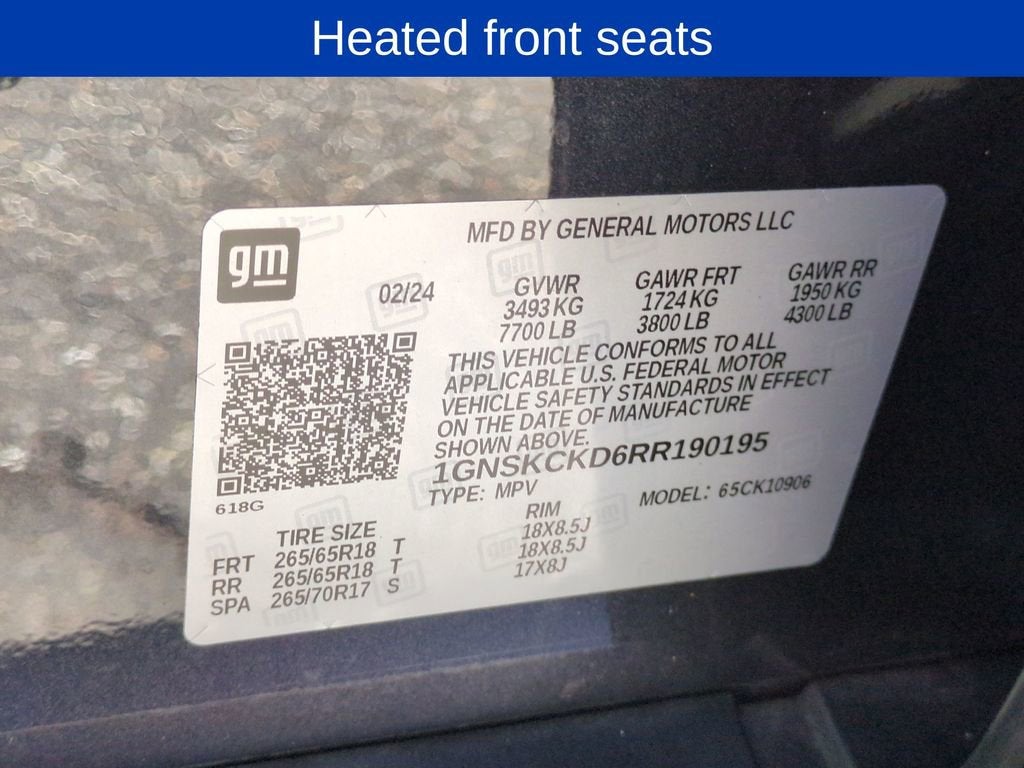 Heated front seats
MFD BY GENERAL MOTORS LLC
gm
02/24
GVWR
3493 KG
7700 LB
GAWR FRT
1724 KG
3800 LB
GAWR RR
1950 KG
4300 LB
THIS VEHICLE CONFORMS TO ALL
APPLICABLE U.S. FEDERAL MOTOR
VEHICLE SAFETY STANDARDS IN EFFECT
ON THE DATE OF MANUFACTURE
SHOWN ABOVE.
1GNSKCKD6RR190195
TYPE: MPV
MODEL: 65CK10906
618G
TIRE SIZE
RIM
FRT 265/65R18 T 18X8.5J
RR 265/65R18 T 18X8.5J
SPA 265/70R17 S 17X8J